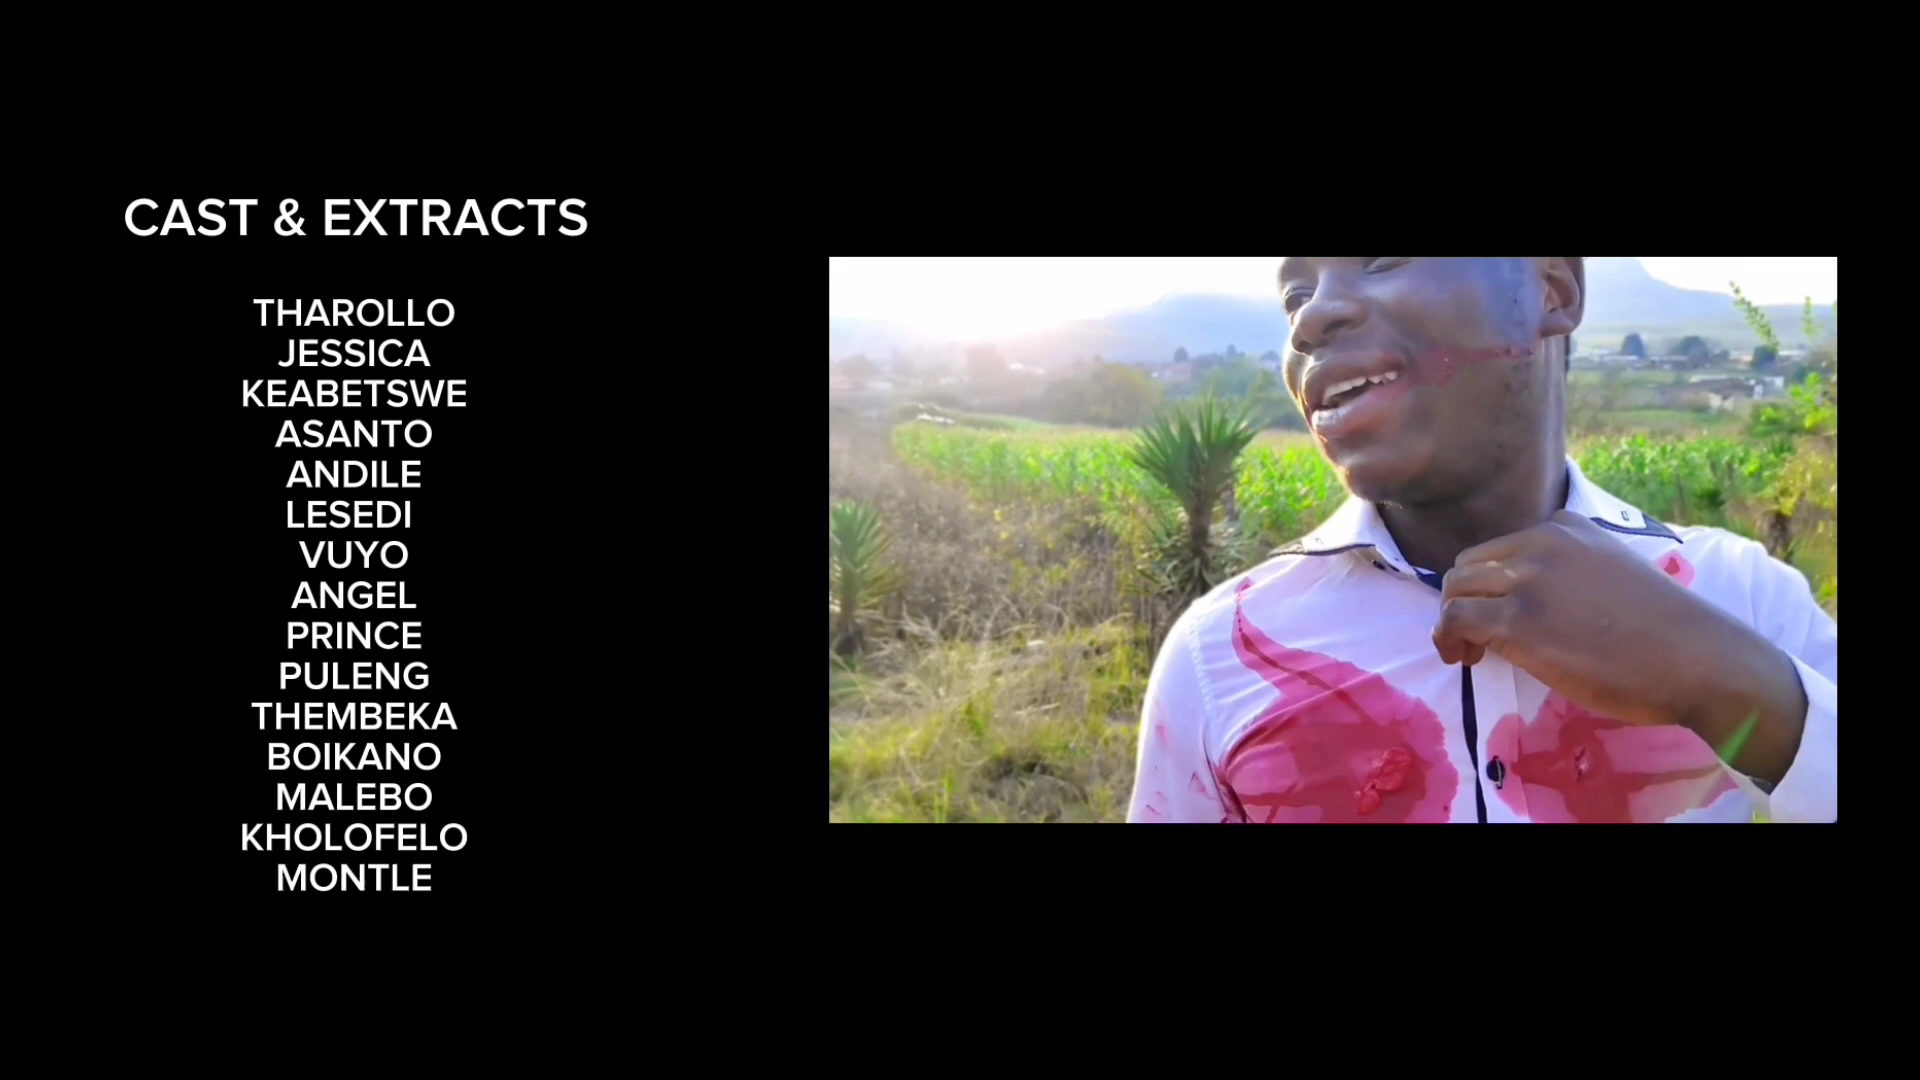 CAST & EXTRACTS
THAROLLO
JESSICA
KEABETSWE
ASANTO
ANDILE
LESEDI
VUYO
ANGEL
PRINCE
PULENG
THEMBEKA
BOIKANO
MALEBO
KHOLOFELO
MONTLE